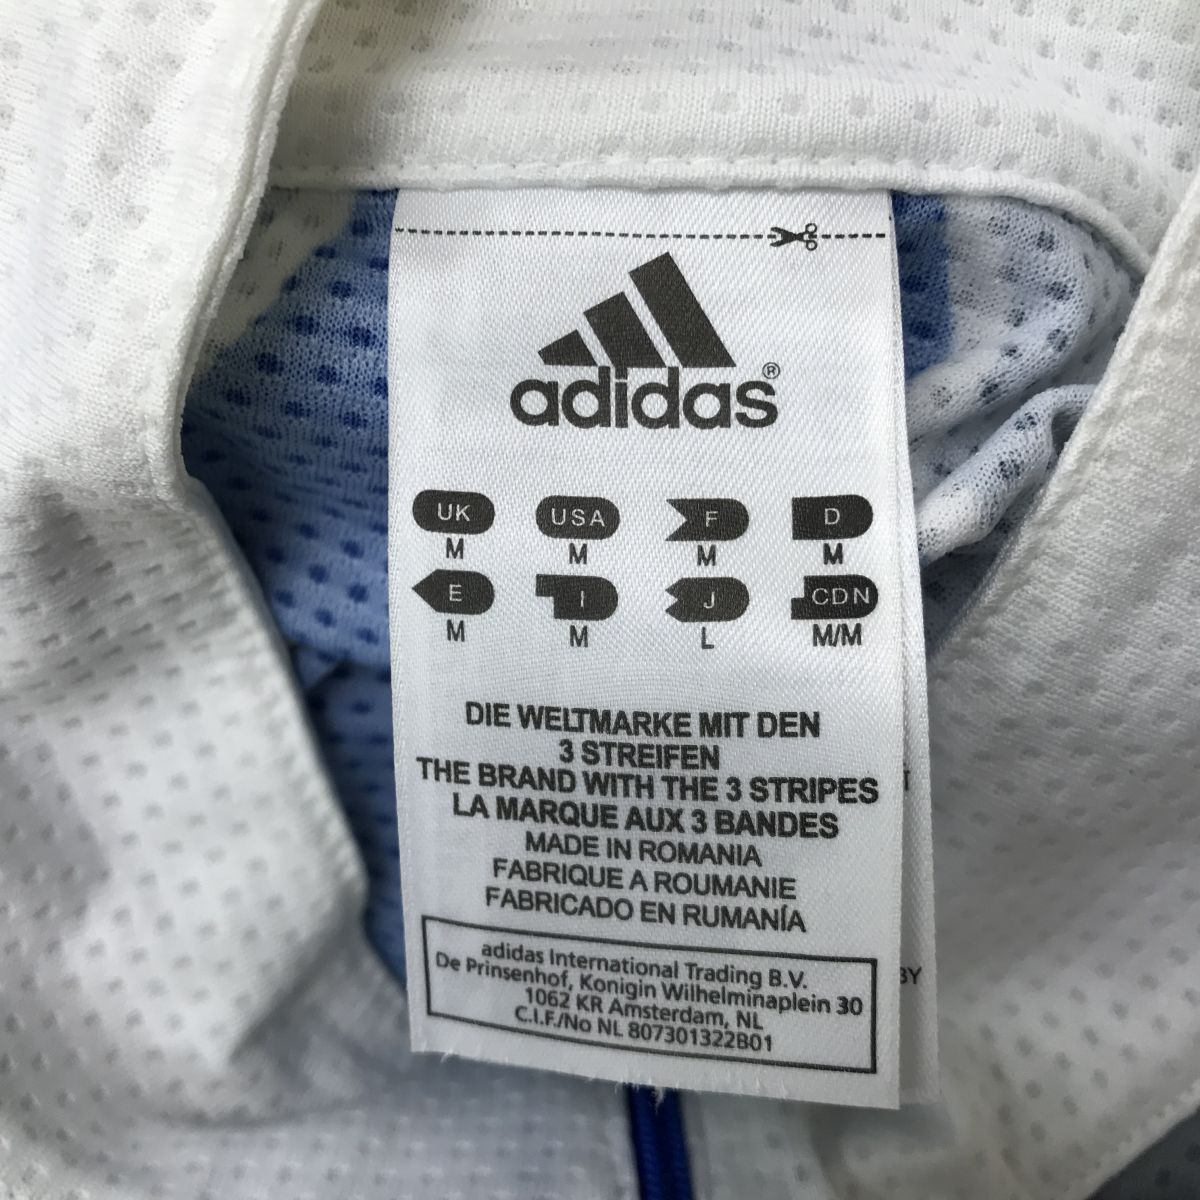 adidas®
UK USA F D
M M M M
E I J CDN
M M L M/M
DIE WELTMARKE MIT DEN
3 STREIFEN
THE BRAND WITH THE 3 STRIPES
LA MARQUE AUX 3 BANDES
MADE IN ROMANIA
FABRIQUE A ROUMANIE
FABRICADO EN RUMANÍA
adidas International Trading B.V.
De Prinsenhof, Konigin Wilhelminaplein 30
1062 KR Amsterdam, NL
C.I.F./No NL 807301322B01
BY